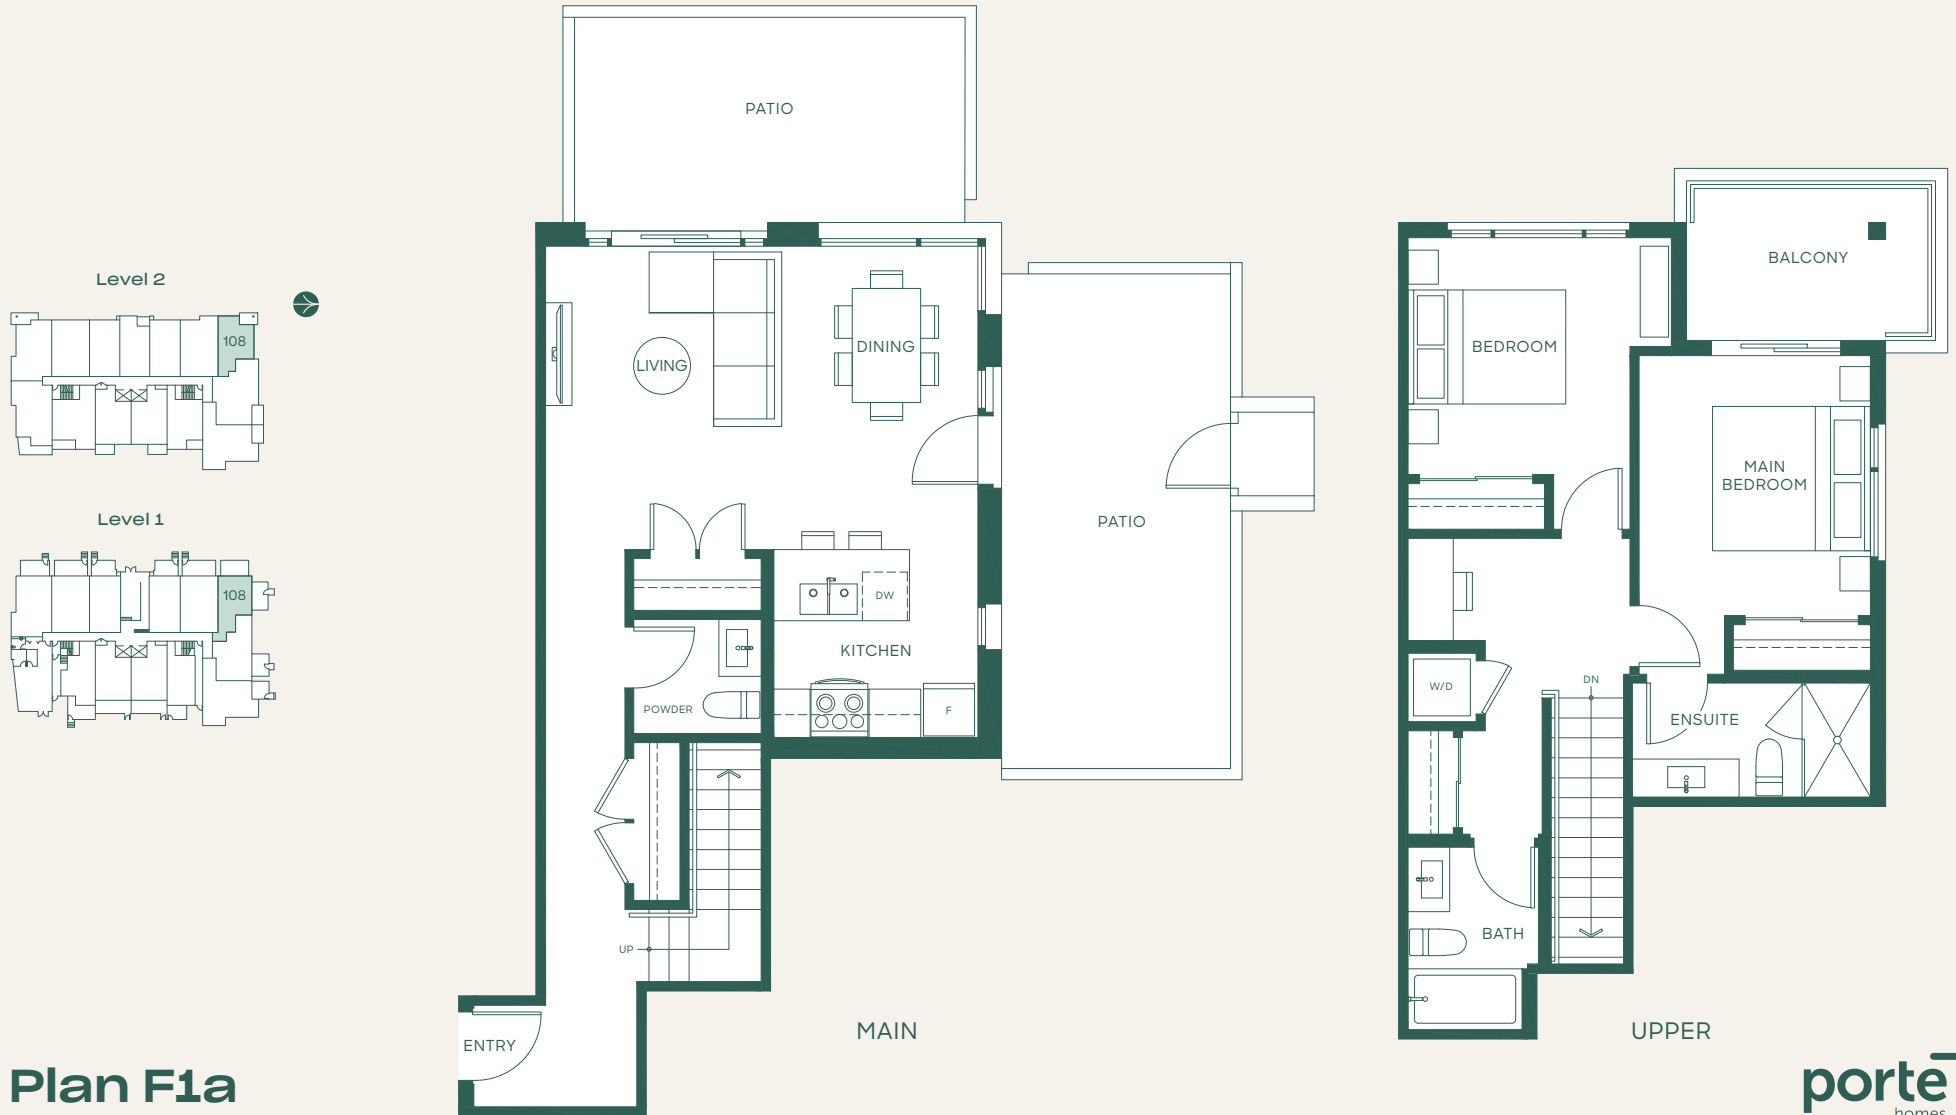 Level 2
108
Level 1
108
Plan F1a
PATIO
LIVING
DINING
PATIO
DW
KITCHEN
POWDER
F
UP
ENTRY
MAIN
BALCONY
BEDROOM
MAIN
BEDROOM
W/D
DN
ENSUITE
BATH
UPPER
porte
homes